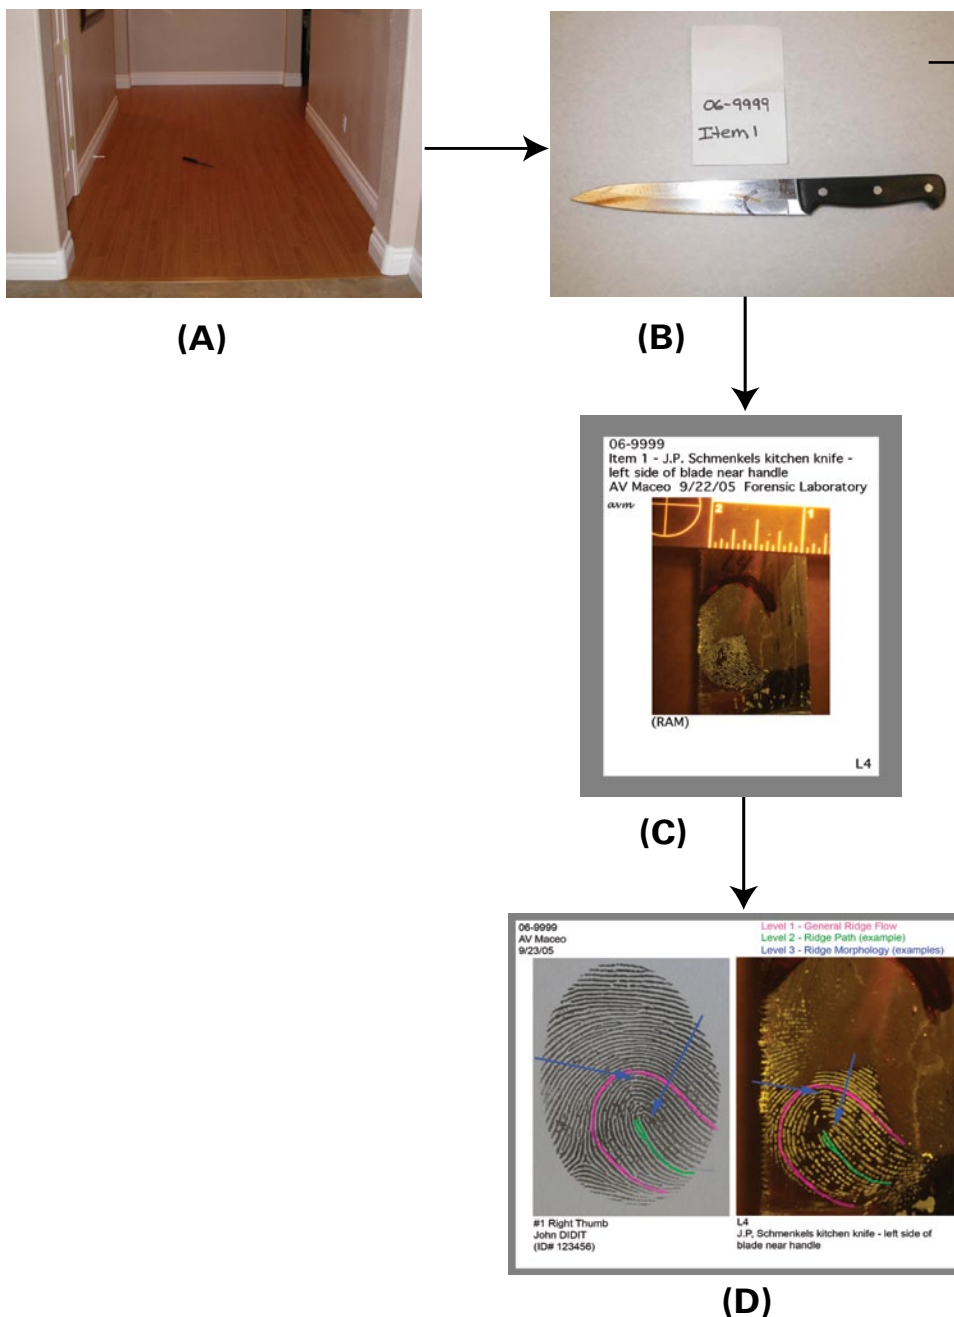 (A)
06-9999
Item 1
(B)
06-9999
Item 1 - J.P. Schmenkels kitchen knife -
left side of blade near handle
AV Maceo 9/22/05 Forensic Laboratory
avm
2 1
(RAM)
L4
(C)
06-9999
AV Maceo
9/23/05
Level 1 - General Ridge Flow
Level 2 - Ridge Path (example)
Level 3 - Ridge Morphology (examples)
#1 Right Thumb
John DIDIT
(ID# 123456)
L4
J.P, Schmenkels kitchen knife - left side of
blade near handle
(D)